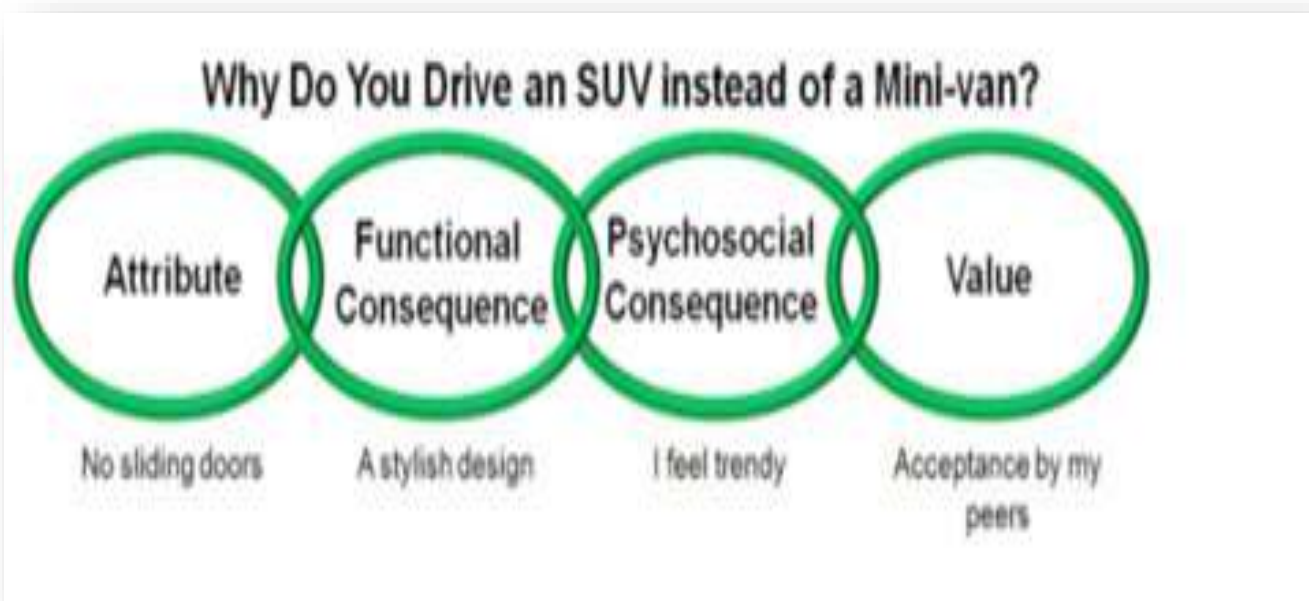 Why Do You Drive an SUV instead of a Mini-van?
Attribute
Functional
Consequence
Psychosocial
Consequence
Value
No sliding doors
A stylish design
I feel trendy
Acceptance by my
peers